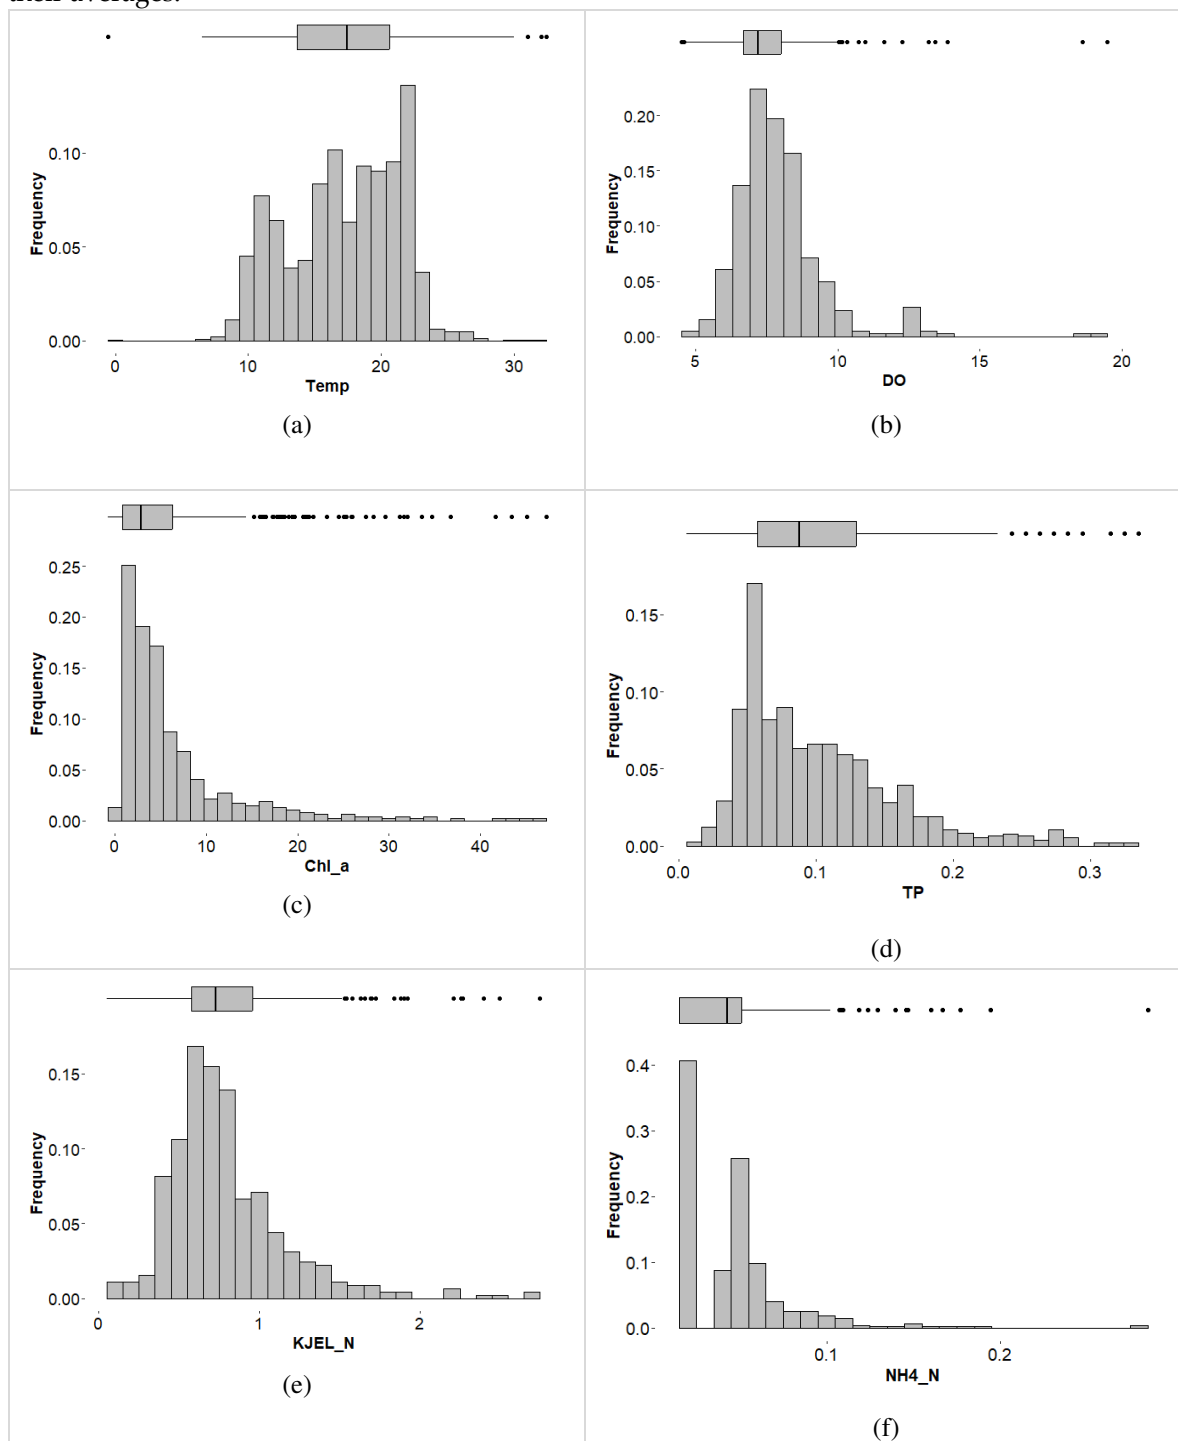 their averages.
0.10
0.05
0.00
Frequency
0 10 20 30
Temp
(a)
0.20
0.15
0.10
0.05
0.00
Frequency
5 10 15 20
DO
(b)
0.25
0.20
0.15
0.10
0.05
0.00
Frequency
0 10 20 30 40
Chl_a
(c)
0.15
0.10
0.05
0.00
Frequency
0.0 0.1 0.2 0.3
TP
(d)
0.15
0.10
0.05
0.00
Frequency
0 1 2
KJEL_N
(e)
0.4
0.3
0.2
0.1
0.0
Frequency
0.1 0.2
NH4_N
(f)